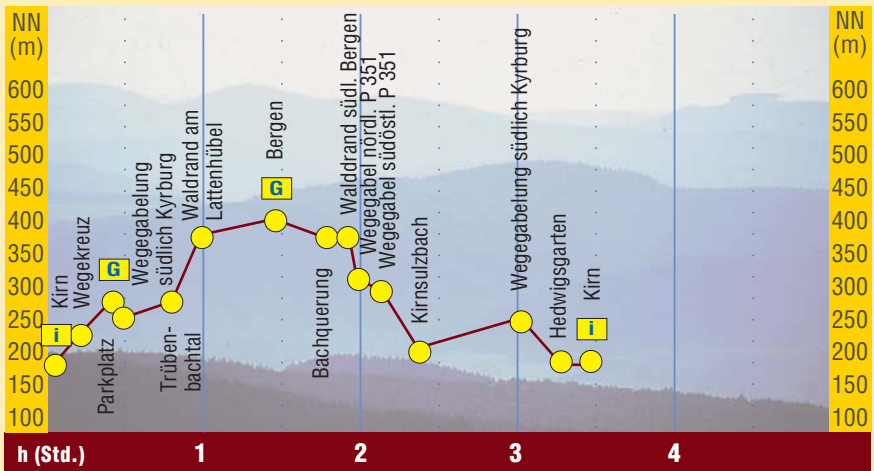 NN
(m)
600
550
500
450
400
350
300
250
200
150
100
i
Kirn
Wegekreuz
Parkplatz
G
Wegegabelung
südlich Kyrburg
Trüben-
bachtal
Waldrand am
Lattenhübel
Bergen
G
Bachquerung
Walddrand südl. Bergen
Wegegabel nördl. P 351
Wegegabel südöstl. P 351
Kirnsulzbach
Wegegabelung südlich Kyrburg
Hedwigsgarten
Kirn
i
NN
(m)
600
550
500
450
400
350
300
250
200
150
100
h (Std.) 1 2 3 4